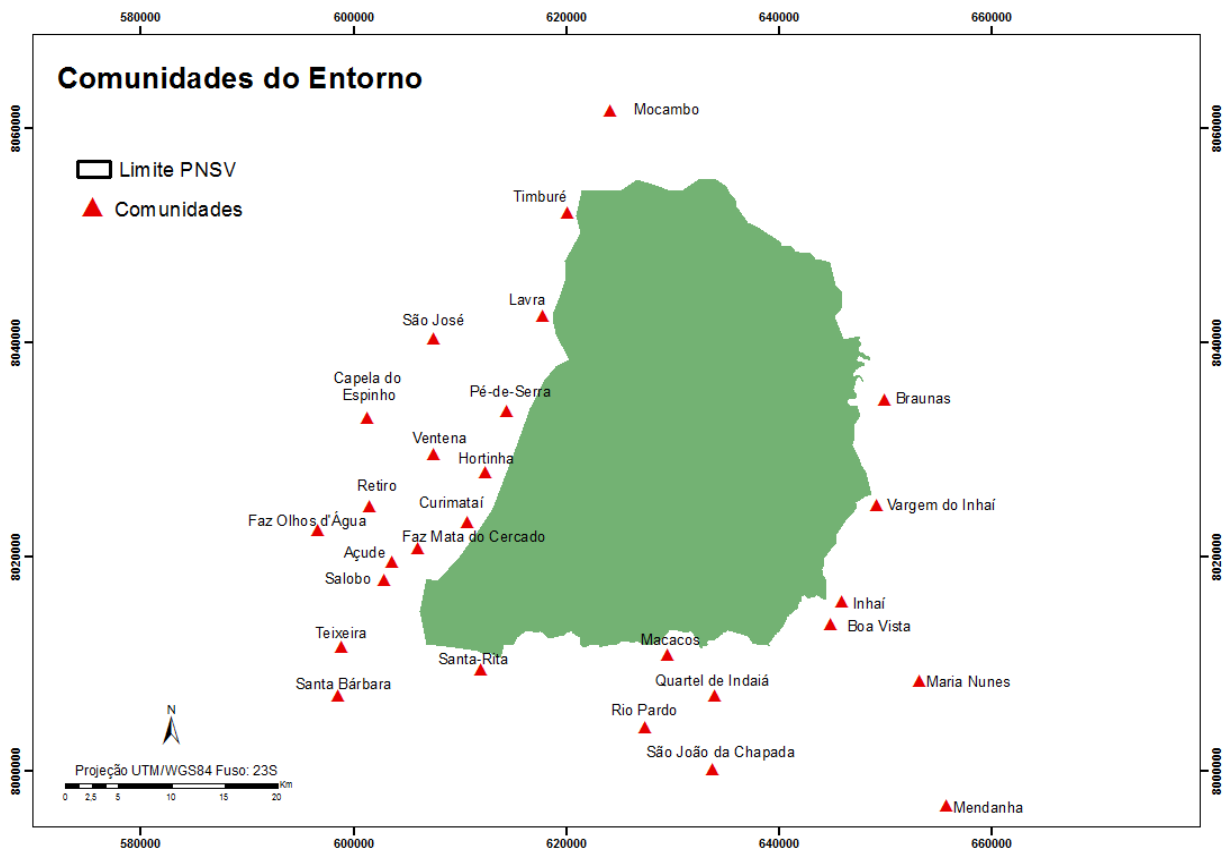 580000
600000
620000
640000
660000
Comunidades do Entorno
Mocambo
8060000
8060000
Limite PNSV
Comunidades
Timburé
Lavra
São José
8040000
8040000
Capela do
Espinho
Pé-de-Serra
Braunas
Ventena
Hortinha
Retiro
Curimataí
Vargem do Inhaí
Faz Olhos d'Água
Faz Mata do Cercado
Açude
8020000
8020000
Salobo
Inhaí
Boa Vista
Teixeira
Macacos
Santa-Rita
Santa Bárbara
Quartel de Indaiá
Maria Nunes
N
Rio Pardo
São João da Chapada
Projeção UTM/WGS84 Fuso: 23S
8000000
8000000
Km
0 2,5 5 10 15 20
Mendanha
580000
600000
620000
640000
660000